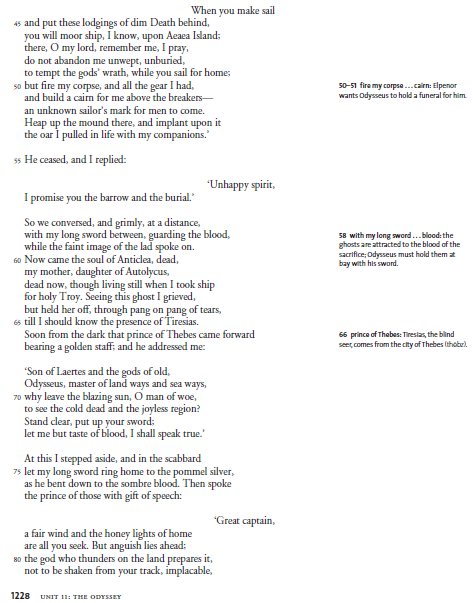 When you make sail
45 and put these lodgings of dim Death behind,
you will moor ship, I know, upon Aeaea Island;
there, O my lord, remember me, I pray,
do not abandon me unwept, unburied,
to tempt the gods' wrath, while you sail for home;
50 but fire my corpse, and all the gear I had,
and build a cairn for me above the breakers—
an unknown sailor's mark for men to come.
Heap up the mound there, and implant upon it
the oar I pulled in life with my companions.'
50–51 fire my corpse . . . cairn: Elpenor
wants Odysseus to hold a funeral for him.
55 He ceased, and I replied:
'Unhappy spirit,
I promise you the barrow and the burial.'
So we conversed, and grimly, at a distance,
with my long sword between, guarding the blood,
while the faint image of the lad spoke on.
60 Now came the soul of Anticlea, dead,
my mother, daughter of Autolycus,
dead now, though living still when I took ship
for holy Troy. Seeing this ghost I grieved,
but held her off, through pang on pang of tears,
65 till I should know the presence of Tiresias.
Soon from the dark that prince of Thebes came forward
bearing a golden staff; and he addressed me:
58 with my long sword . . . blood: the
ghosts are attracted to the blood of the
sacrifice; Odysseus must hold them at
bay with his sword.
66 prince of Thebes: Tiresias, the blind
seer, comes from the city of Thebes (thēbz).
'Son of Laertes and the gods of old,
Odysseus, master of land ways and sea ways,
70 why leave the blazing sun, O man of woe,
to see the cold dead and the joyless region?
Stand clear, put up your sword;
let me but taste of blood, I shall speak true.'
At this I stepped aside, and in the scabbard
75 let my long sword ring home to the pommel silver,
as he bent down to the sombre blood. Then spoke
the prince of those with gift of speech:
'Great captain,
a fair wind and the honey lights of home
are all you seek. But anguish lies ahead;
80 the god who thunders on the land prepares it,
not to be shaken from your track, implacable,
1228 UNIT 11: THE ODYSSEY